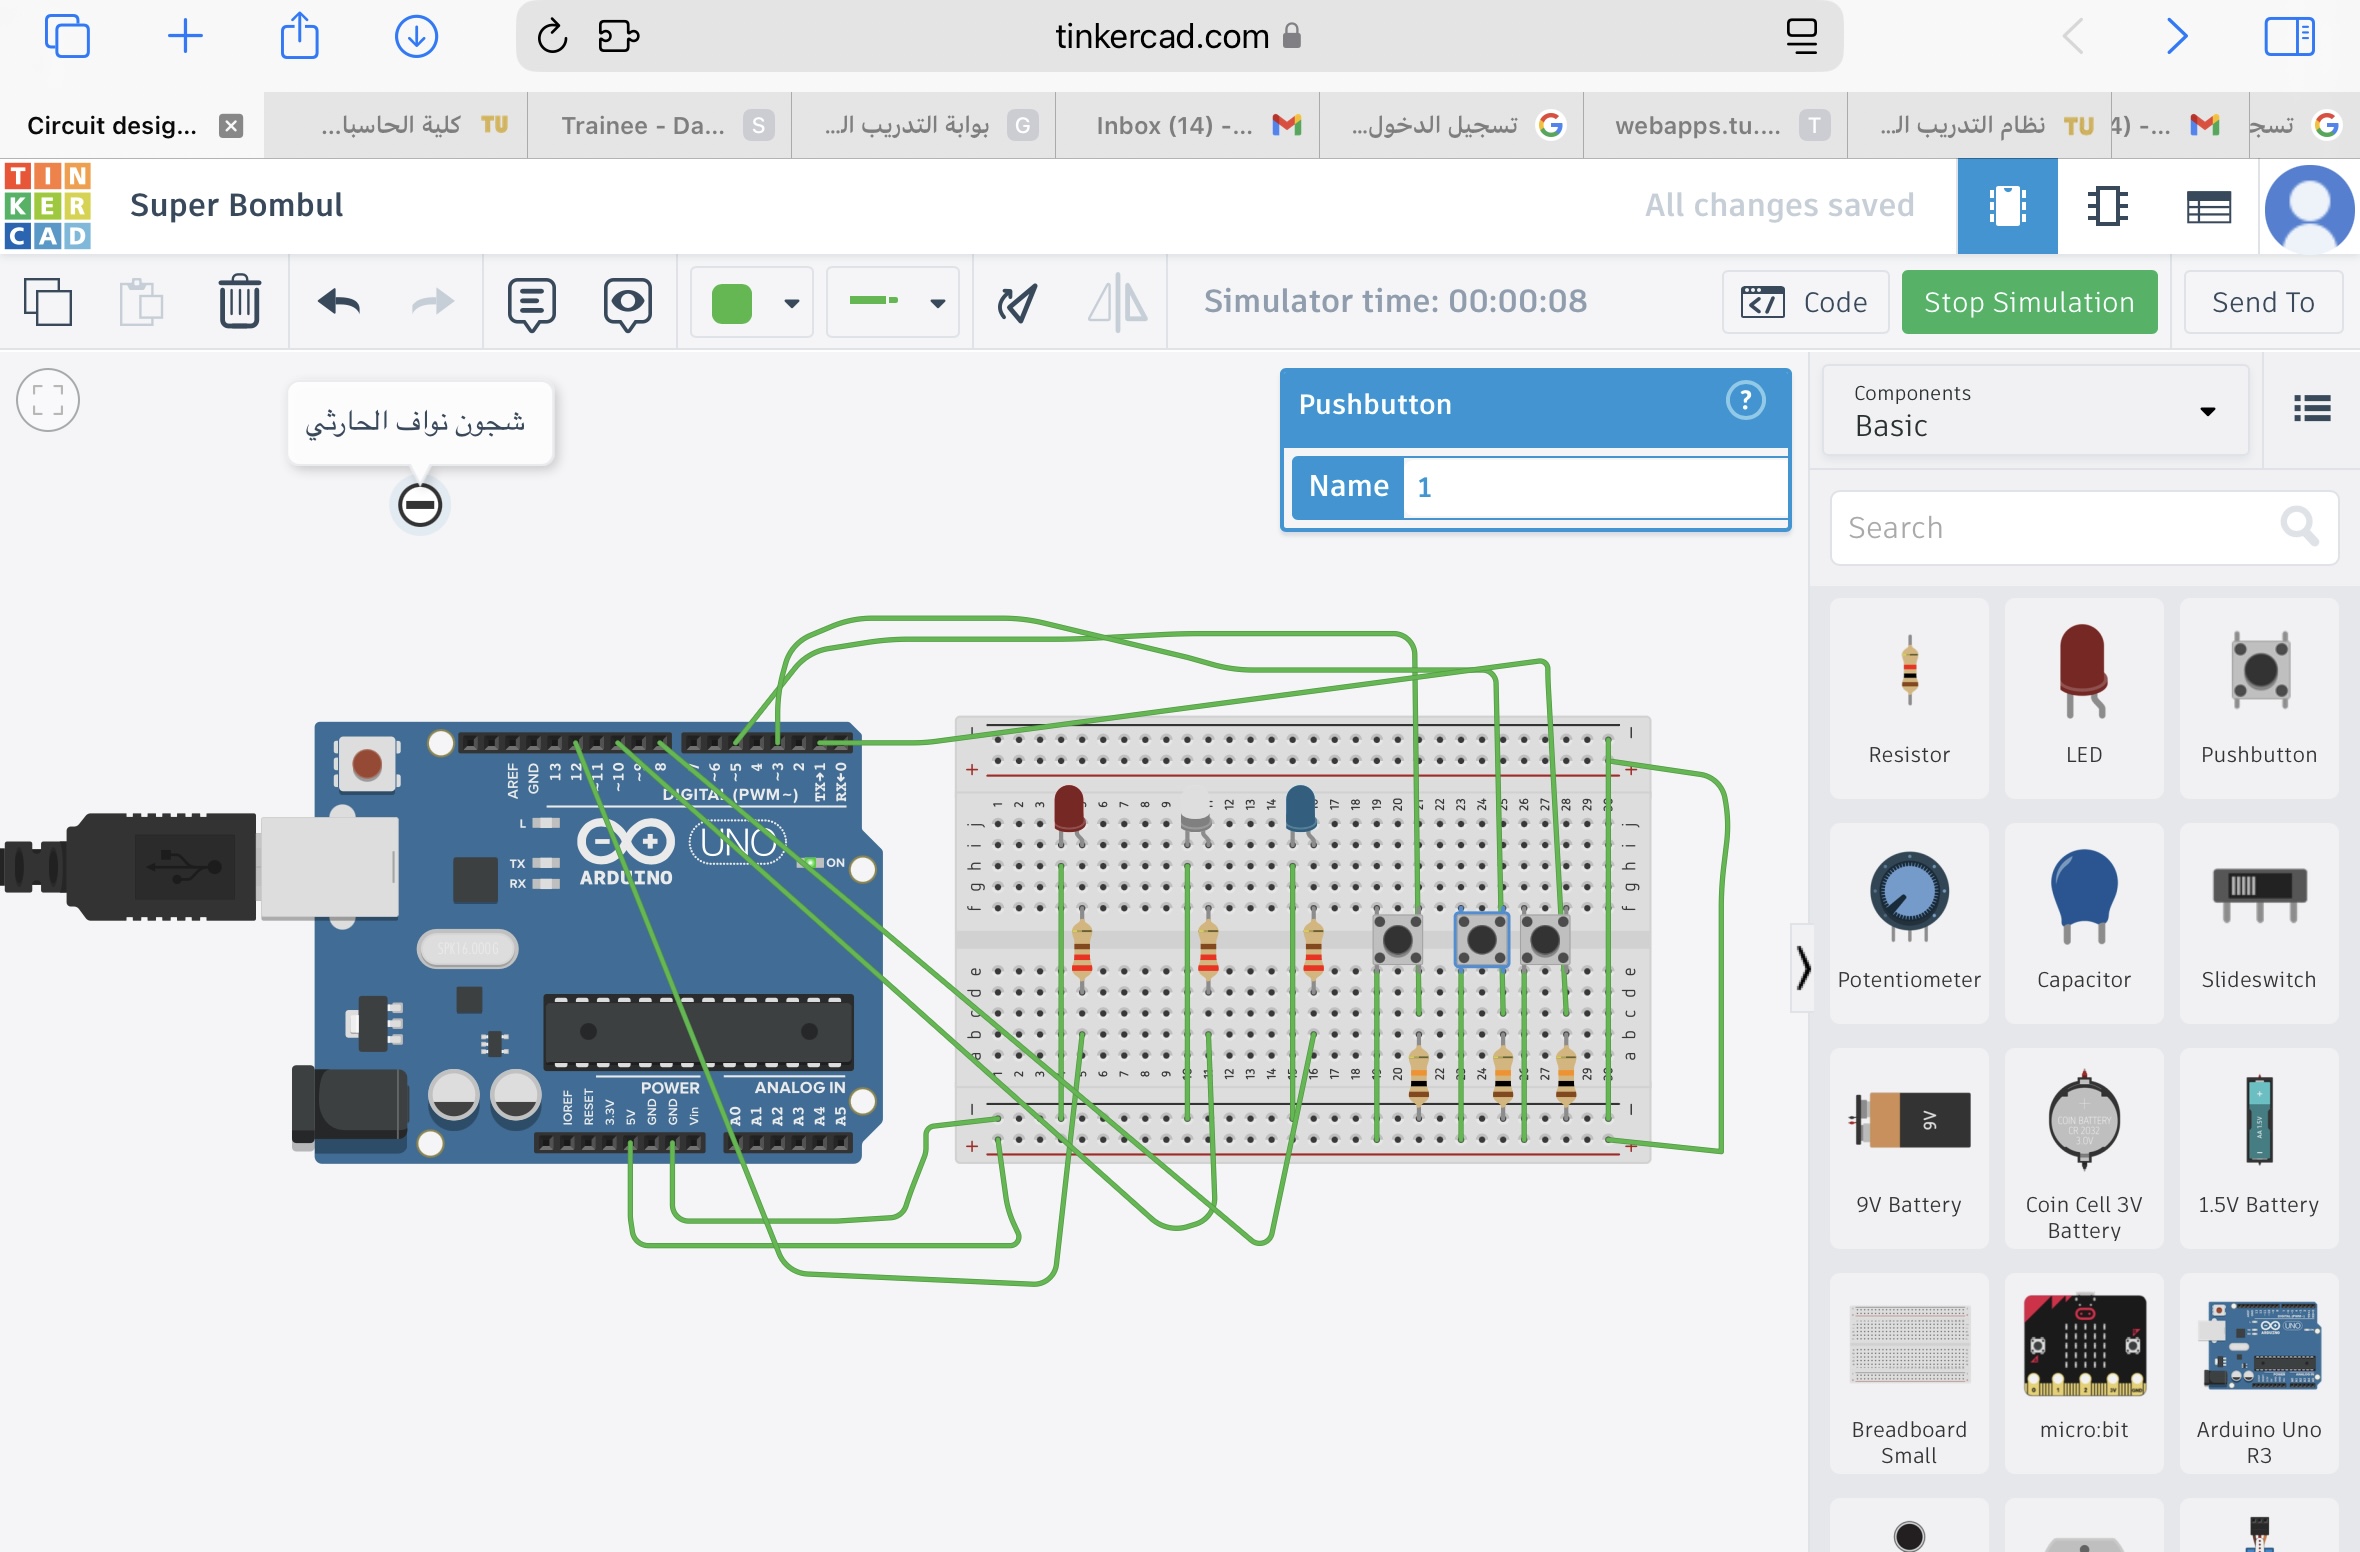 tinkercad.com
Circuit desig...
كلية الحاسبا...
Trainee - Da...
S
بوابة التدريب الـ...
G
Inbox (14) -...
تسجيل الدخول...
webapps.tu....
T
نظام التدريب الـ...
TIN
KER
CAD
Super Bombul
All changes saved
Simulator time: 00:00:08
Code
Stop Simulation
Send To
شجون نواف الحارثي
Pushbutton
?
Name 1
Components
Basic
Search
Resistor
LED
Pushbutton
Potentiometer
Capacitor
Slideswitch
9V
9V Battery
Coin Cell 3V
Battery
1.5V Battery
Breadboard
Small
micro:bit
Arduino Uno
R3
AREF
GND
13
12
~11
~10
~9
8
~6
~5
4
~3
2
TX→1
RX←0
DIGITAL (PWM~)
L
TX
RX
UNO
ON
ARDUINO
SPK16.000G
POWER
ANALOG IN
IOREF
RESET
3.3V
5V
GND
GND
Vin
A0
A1
A2
A3
A4
A5